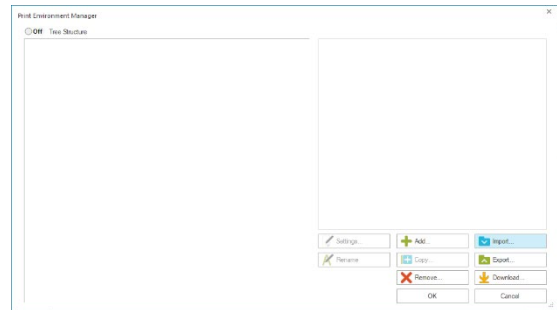 Print Environment Manager
Off Tree Structure
Settings...
Add...
Import...
Rename
Copy...
Export...
Remove...
Download...
OK
Cancel